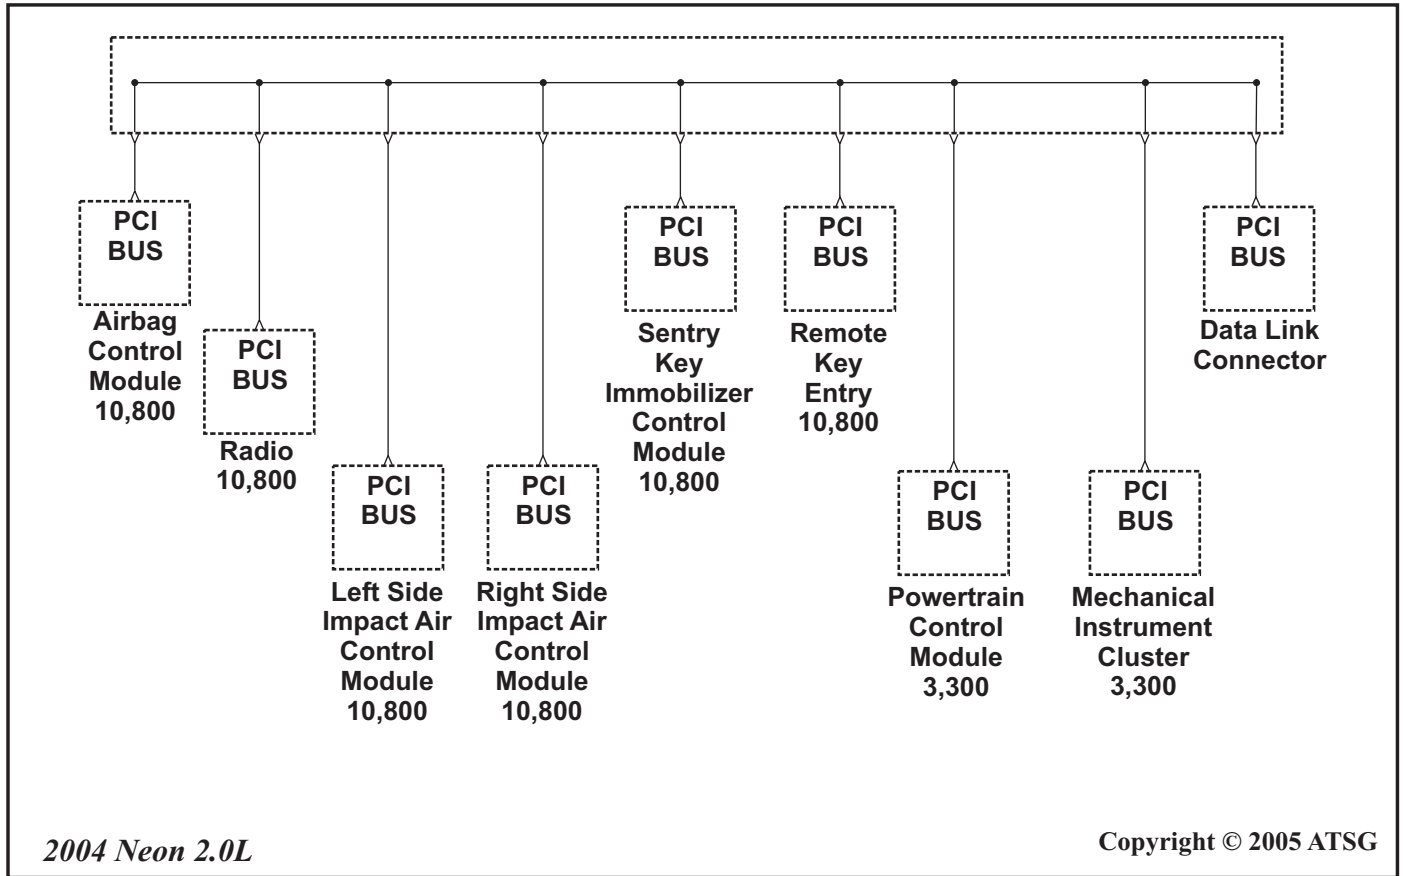 PCI
BUS
Airbag
Control
Module
10,800
PCI
BUS
Radio
10,800
PCI
BUS
Left Side
Impact Air
Control
Module
10,800
PCI
BUS
Right Side
Impact Air
Control
Module
10,800
PCI
BUS
Sentry
Key
Immobilizer
Control
Module
10,800
PCI
BUS
Remote
Key
Entry
10,800
PCI
BUS
Powertrain
Control
Module
3,300
PCI
BUS
Mechanical
Instrument
Cluster
3,300
PCI
BUS
Data Link
Connector
2004 Neon 2.0L
Copyright © 2005 ATSG